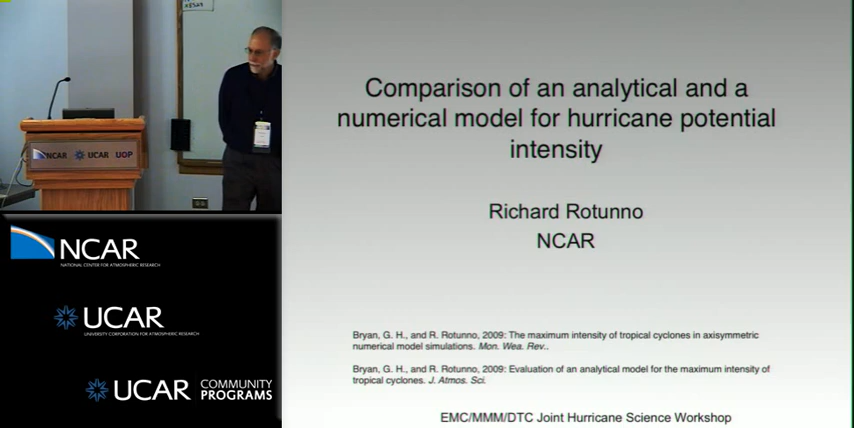 NCAR UCAR UOP
NCAR
NATIONAL CENTER FOR ATMOSPHERIC RESEARCH
UCAR
UNIVERSITY CORPORATION FOR ATMOSPHERIC RESEARCH
UCAR COMMUNITY PROGRAMS
Comparison of an analytical and a
numerical model for hurricane potential
intensity
Richard Rotunno
NCAR
Bryan, G. H., and R. Rotunno, 2009: The maximum intensity of tropical cyclones in axisymmetric
numerical model simulations. Mon. Wea. Rev..
Bryan, G. H., and R. Rotunno, 2009: Evaluation of an analytical model for the maximum intensity of
tropical cyclones. J. Atmos. Sci.
EMC/MMM/DTC Joint Hurricane Science Workshop